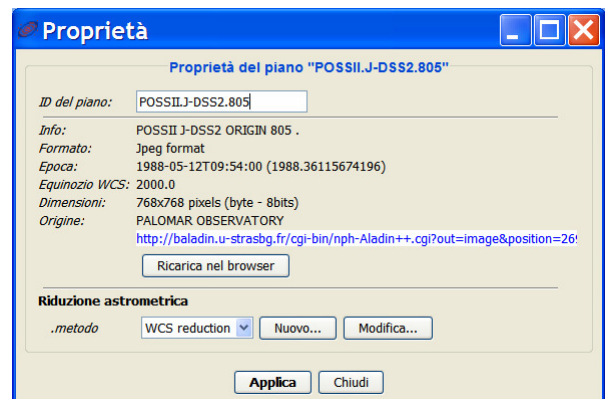 Proprietà
Proprietà del piano "POSSII.J-DSS2.805"
ID del piano: POSSII.J-DSS2.805
Info: POSSII J-DSS2 ORIGIN 805 .
Formato: Jpeg format
Epoca: 1988-05-12T09:54:00 (1988.36115674196)
Equinozio WCS: 2000.0
Dimensioni: 768x768 pixels (byte - 8bits)
Origine: PALOMAR OBSERVATORY
http://baladin.u-strasbg.fr/cgi-bin/nph-Aladin++.cgi?out=image&position=269
Ricarica nel browser
Riduzione astrometrica
.metodo WCS reduction Nuovo... Modifica...
Applica Chiudi